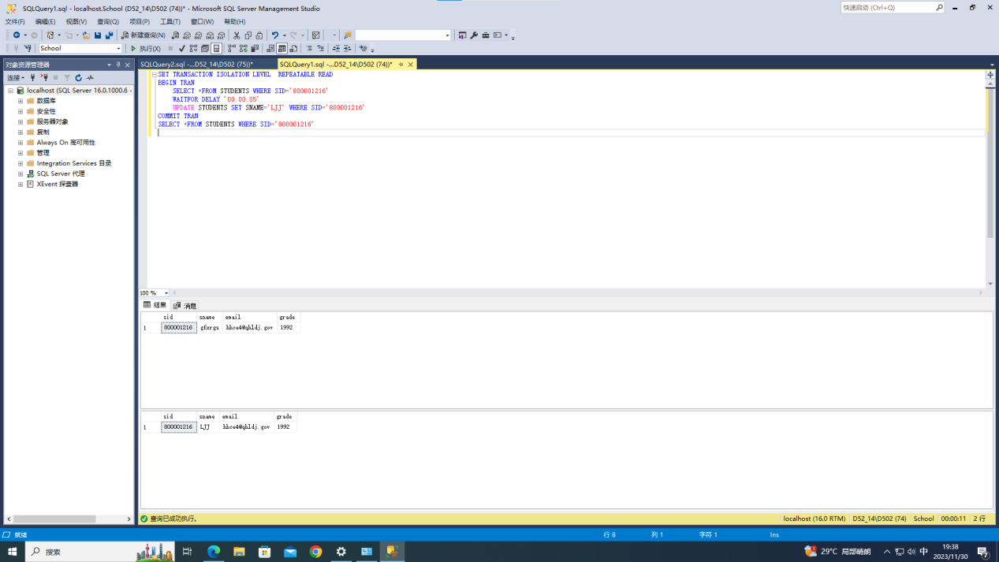 SQLQuery1.sql - localhost.School (D52_14\D502 (74))* - Microsoft SQL Server Management Studio
快速启动 (Ctrl+Q)
文件(F) 编辑(E) 视图(V) 查询(Q) 项目(P) 工具(T) 窗口(W) 帮助(H)
新建查询(N)
School 执行(X)
对象资源管理器
SQLQuery2.sql -...D52_14\D502 (75))*
SQLQuery1.sql -...D52_14\D502 (74))*
连接
localhost (SQL Server 16.0.1000.6 -
数据库
安全性
服务器对象
复制
Always On 高可用性
管理
Integration Services 目录
SQL Server 代理
XEvent 探查器
SET TRANSACTION ISOLATION LEVEL  REPEATABLE READ
BEGIN TRAN
SELECT *FROM STUDENTS WHERE SID='800001216'
WAITFOR DELAY '00:00:05'
UPDATE STUDENTS SET SNAME='LJJ' WHERE SID='800001216'
COMMIT TRAN
SELECT *FROM STUDENTS WHERE SID='800001216'
100 %
结果 消息
sid sname email grade
1 800001216 gfxrgs 1992
sid sname email grade
1 800001216 LJJ 1992
查询已成功执行。
localhost (16.0 RTM) D52_14\D502 (74) School 00:00:11 2 行
就绪 行 8 列 1 字符 1 Ins
搜索
29°C 局部晴朗
中
19:38
2023/11/30
7